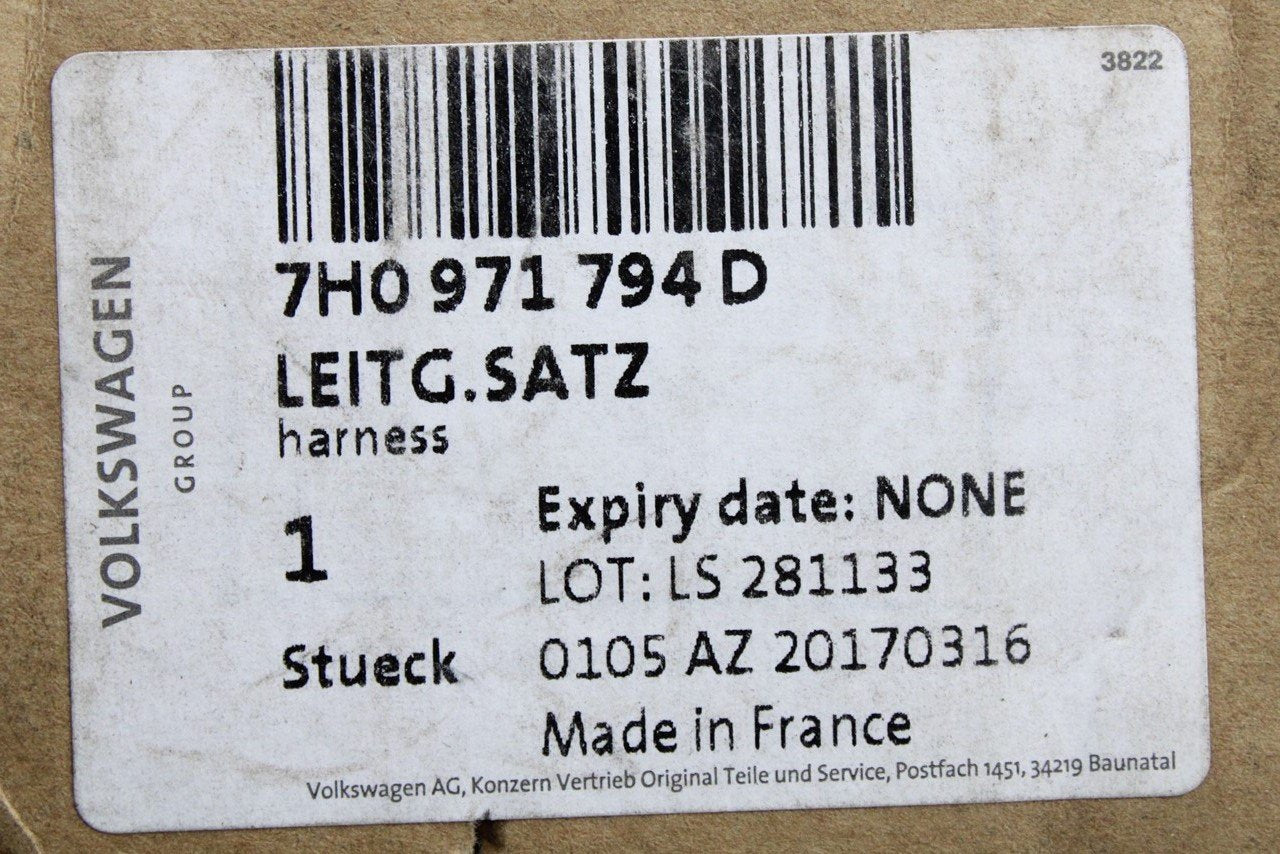 3822
VOLKSWAGEN
GROUP
7H0 971 794 D
LEITG.SATZ
harness
1
Stueck
Expiry date: NONE
LOT: LS 281133
0105 AZ 20170316
Made in France
Volkswagen AG, Konzern Vertrieb Original Teile und Service, Postfach 1451, 34219 Baunatal